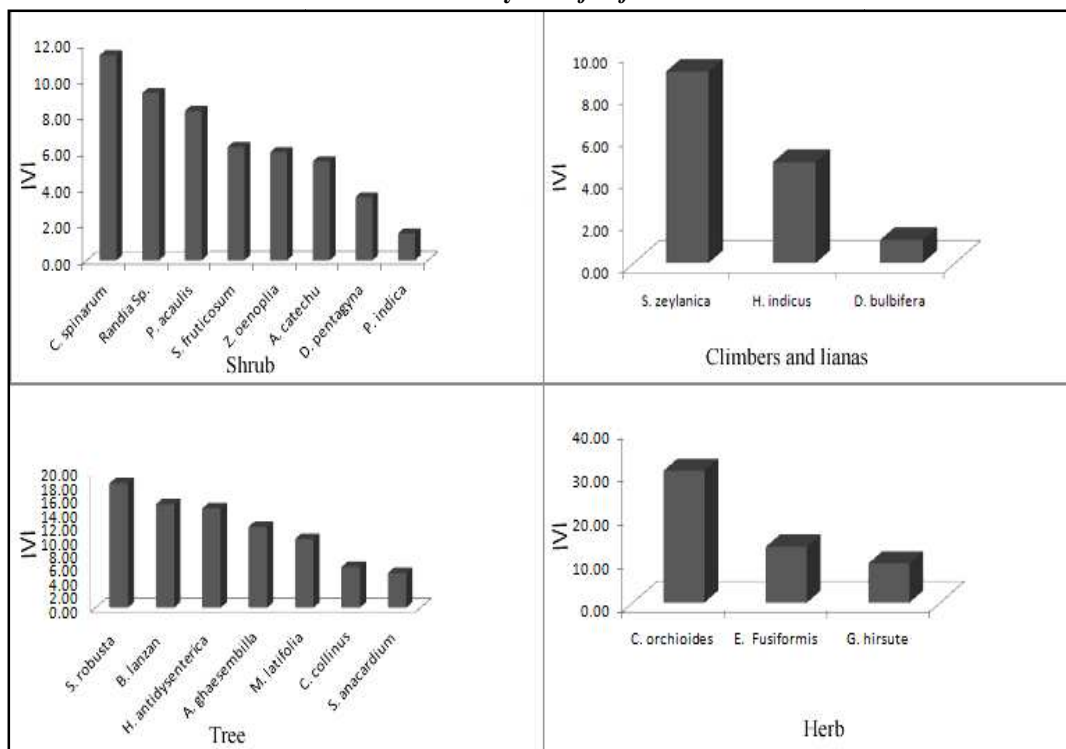 12.00
10.00
8.00
6.00
4.00
2.00
0.00
IVI
C. spinarum
Randia Sp.
P. acaulis
S. fruticosum
Z. oenoplia
A. catechu
D. pentagyna
P. indica
Shrub
10.00
8.00
6.00
4.00
2.00
0.00
IVI
S. zeylanica
H. indicus
D. bulbifera
Climbers and lianas
20.00
18.00
16.00
14.00
12.00
10.00
8.00
6.00
4.00
2.00
0.00
IVI
S. robusta
B. lanzan
H. antidysenterica
A. ghaesembilla
M. latifolia
C. collinus
S. anacardium
Tree
40.00
30.00
20.00
10.00
0.00
IVI
C. orchioides
E. Fusiformis
G. hirsute
Herb